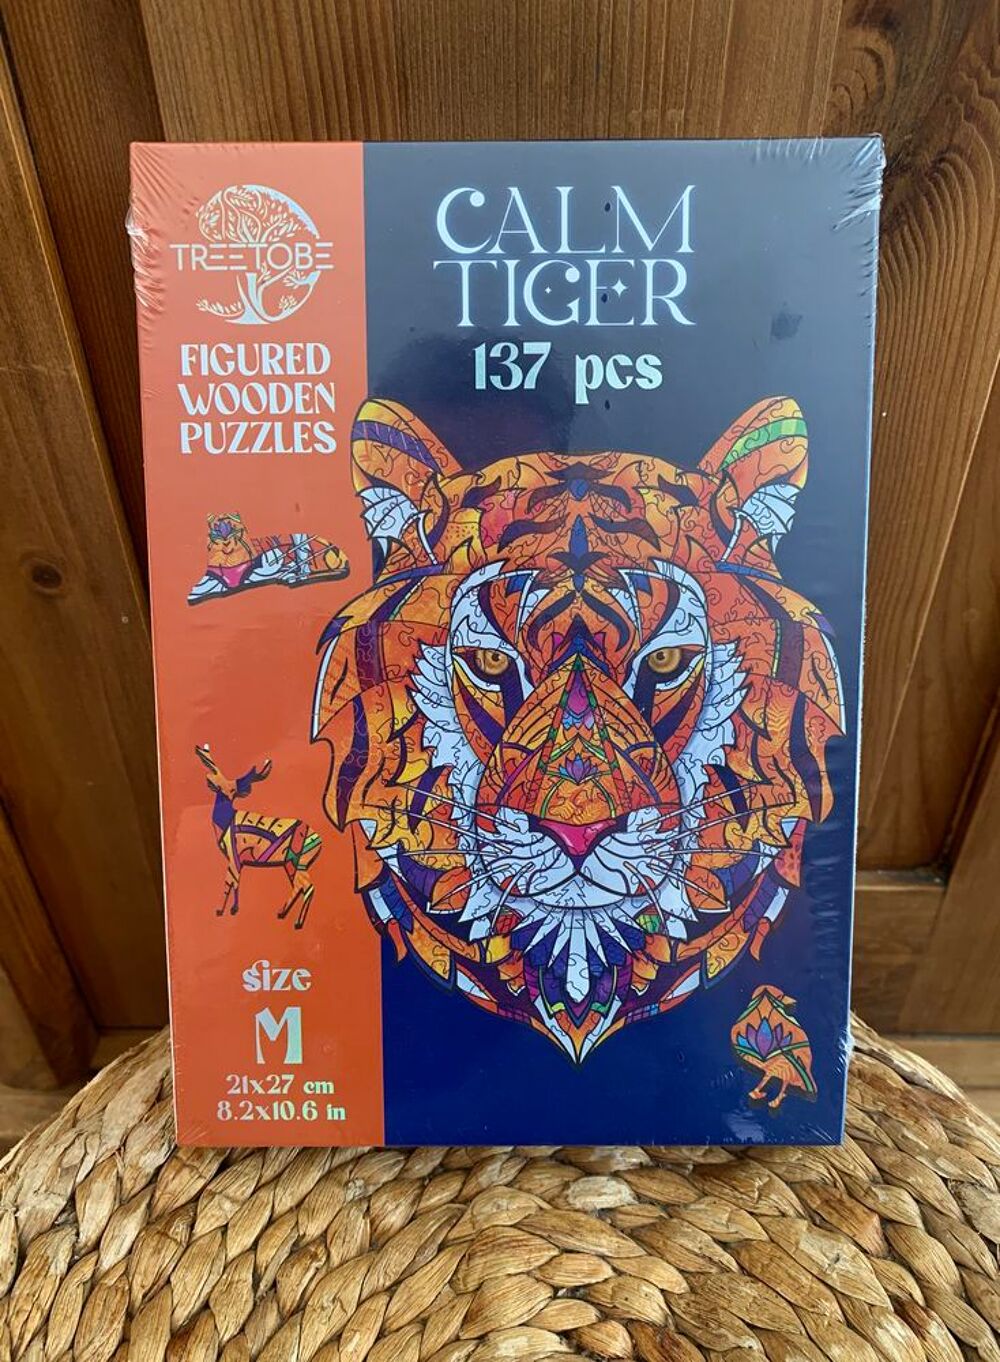 TREETOBE
FIGURED
WOODEN
PUZZLES
size
M
21x27 cm
8.2x10.6 in
CALM
TIGER
137 pcs